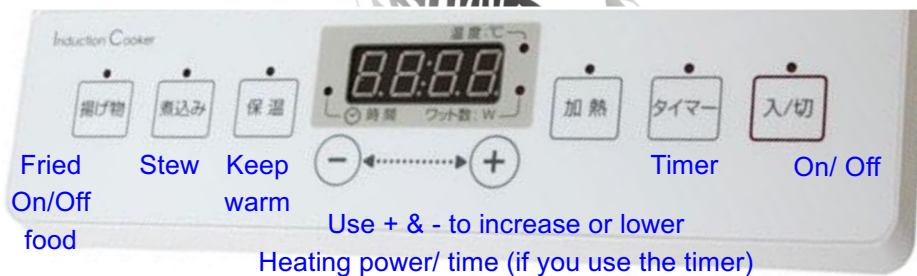 Induction Cooker
温度:℃
88:88
時間 ワット数:W
揚げ物 煮込み 保温 加熱 タイマー 入/切
− +
Fried
On/Off
food
Stew
Keep
warm
Timer
On/ Off
Use + & - to increase or lower
Heating power/ time (if you use the timer)